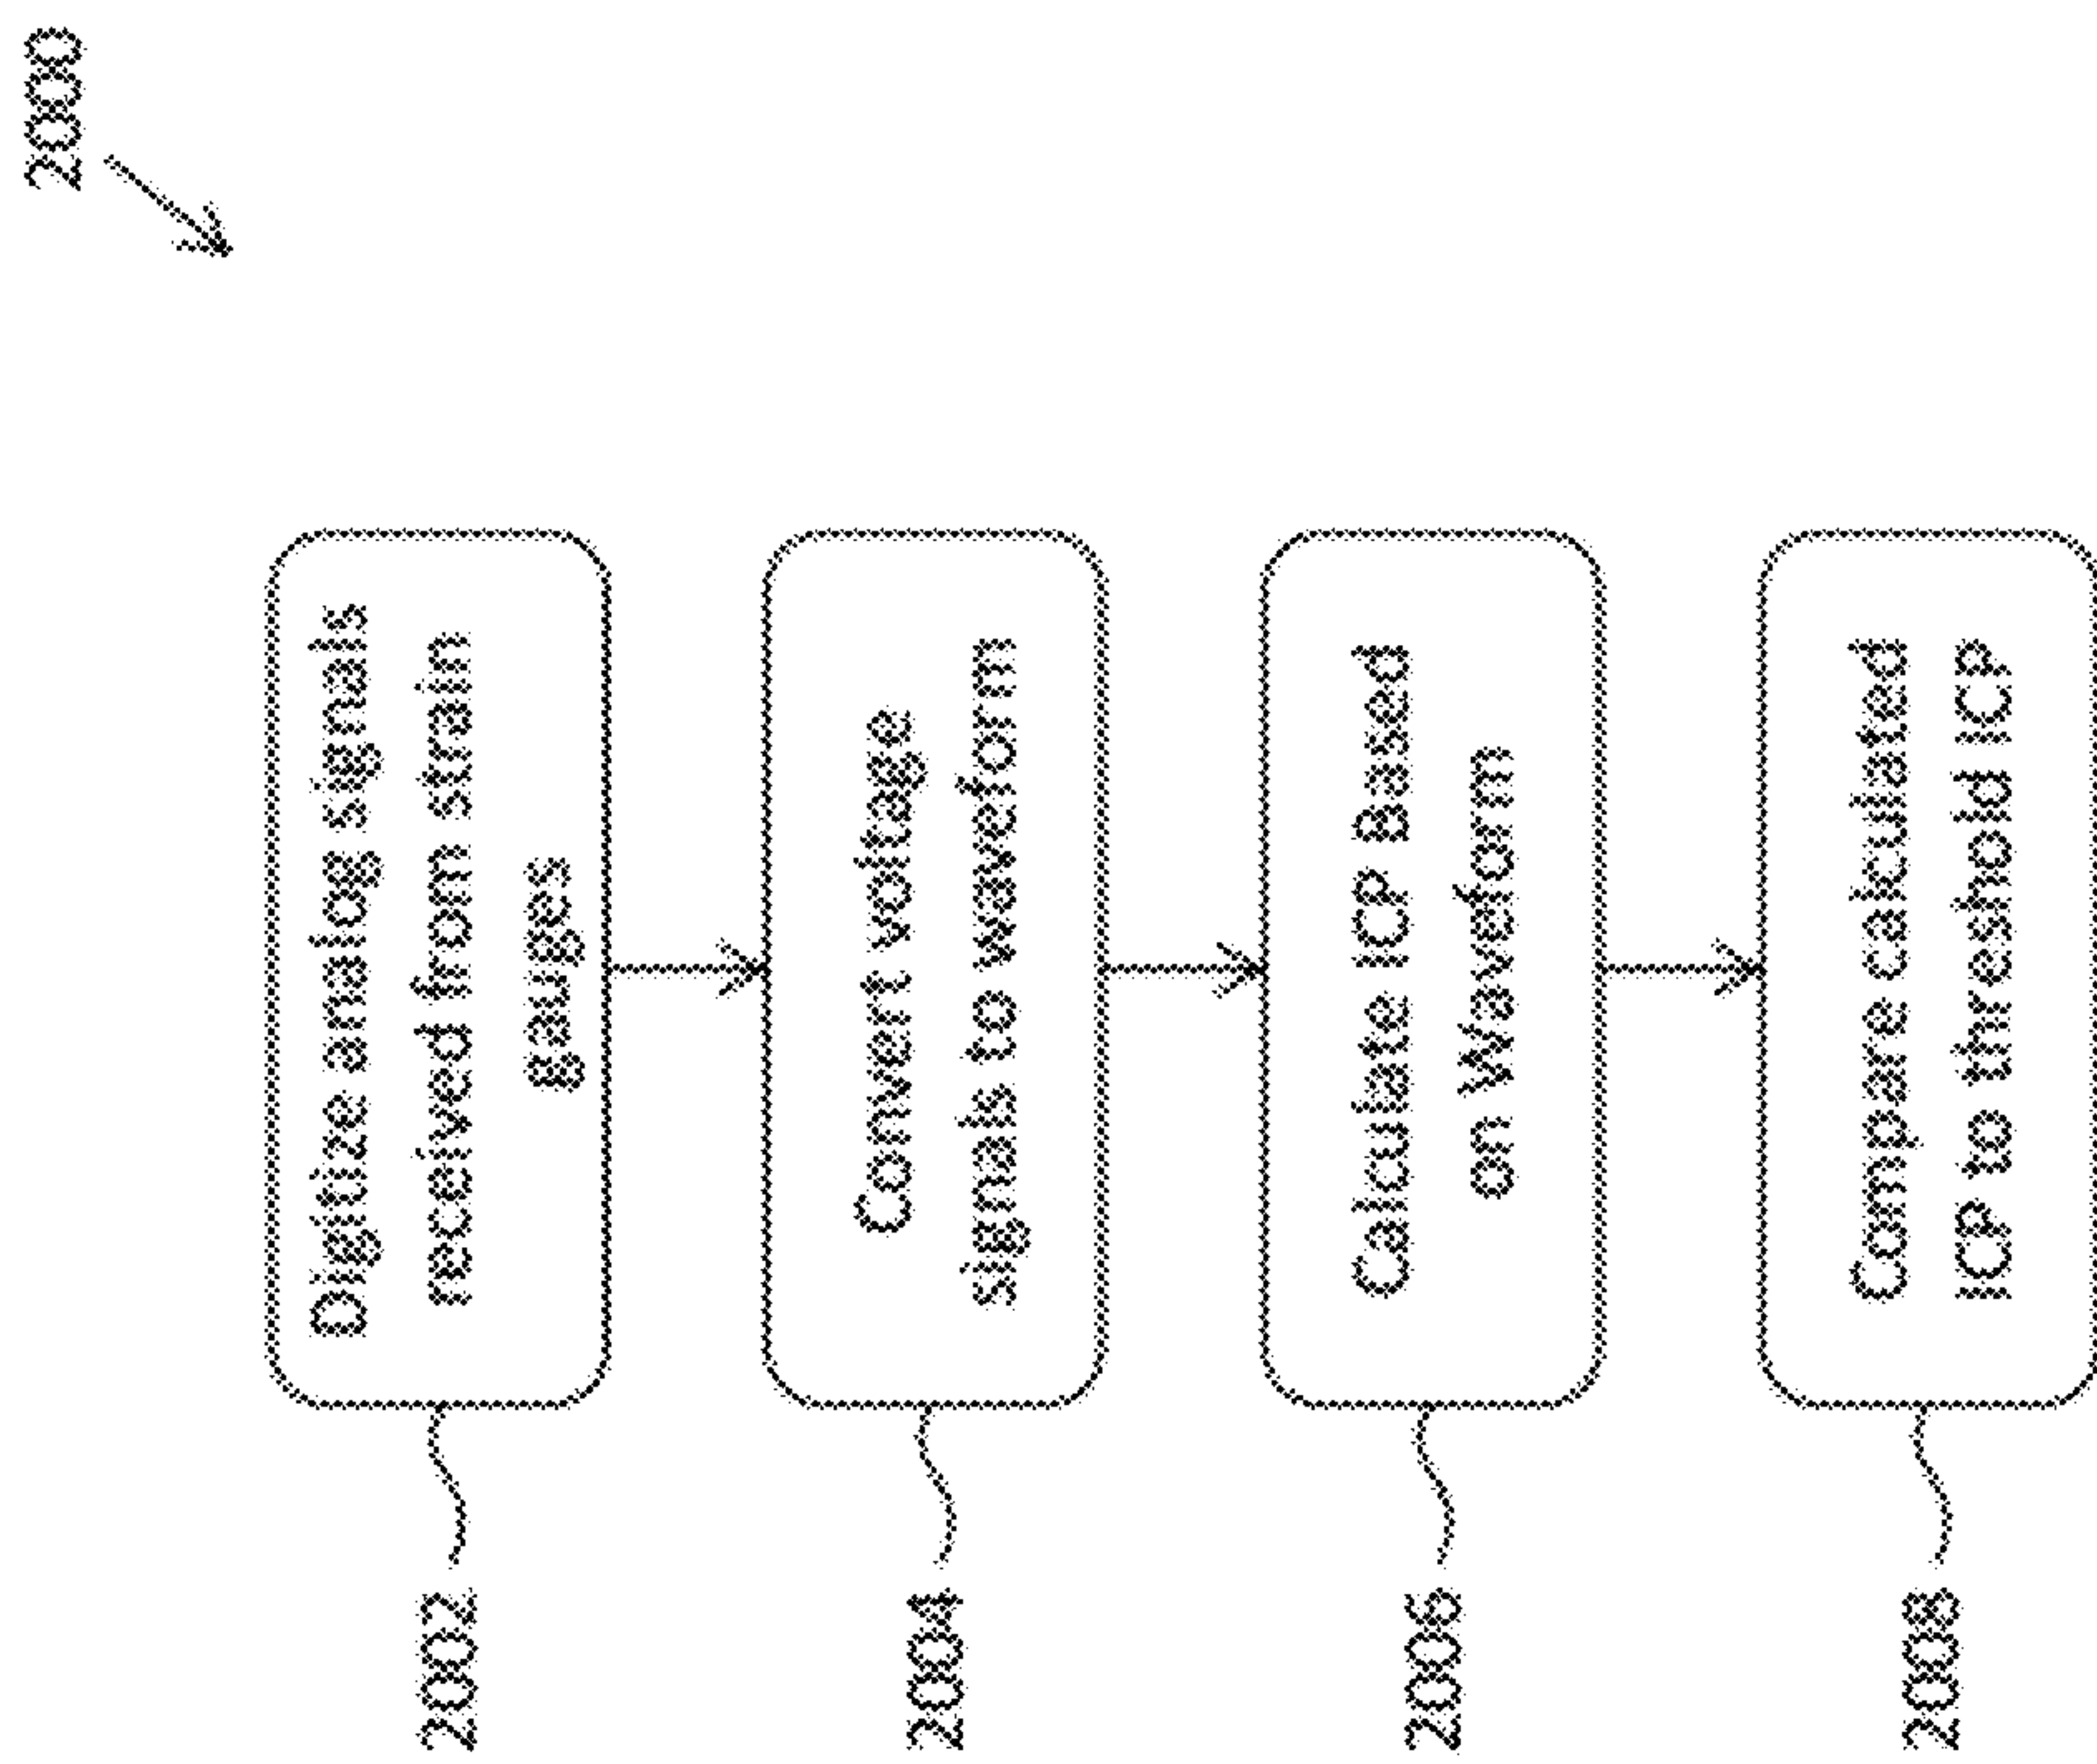 2000
Digitize analog signals
received from strain
gauges
2002
Convert voltage
signals to waveform
2004
Calculate ICP Based
on Waveform
2006
Compare calculated
ICP to threshold ICP
2008